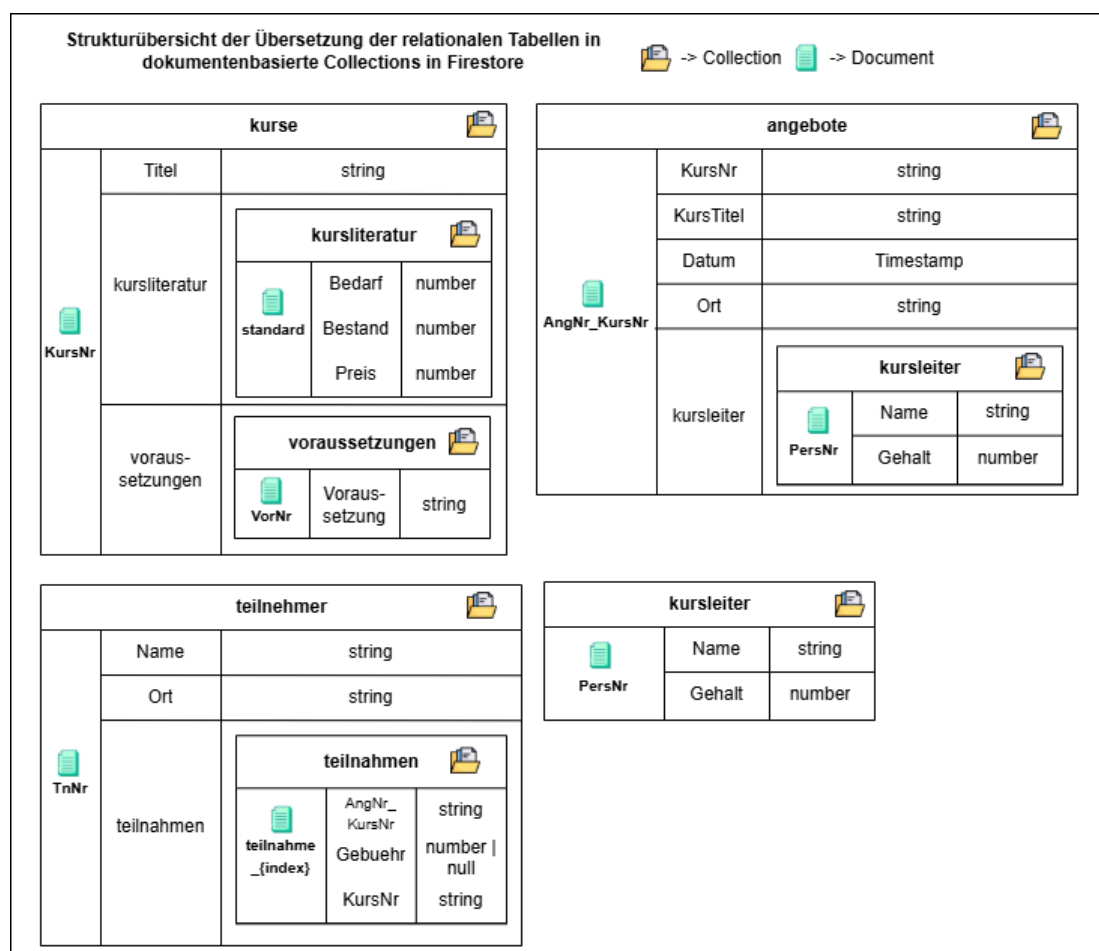 Strukturübersicht der Übersetzung der relationalen Tabellen in
dokumentenbasierte Collections in Firestore
-> Collection
-> Document
kurse
KursNr
Titel
string
kursliteratur
kursliteratur
standard
Bedarf
number
Bestand
number
Preis
number
voraus-
setzungen
voraussetzungen
VorNr
Voraus-
setzung
string
angebote
AngNr_KursNr
KursNr
string
KursTitel
string
Datum
Timestamp
Ort
string
kursleiter
kursleiter
PersNr
Name
string
Gehalt
number
teilnehmer
TnNr
Name
string
Ort
string
teilnahmen
teilnahmen
teilnahme
_{index}
AngNr_
KursNr
string
Gebuehr
number |
null
KursNr
string
kursleiter
PersNr
Name
string
Gehalt
number